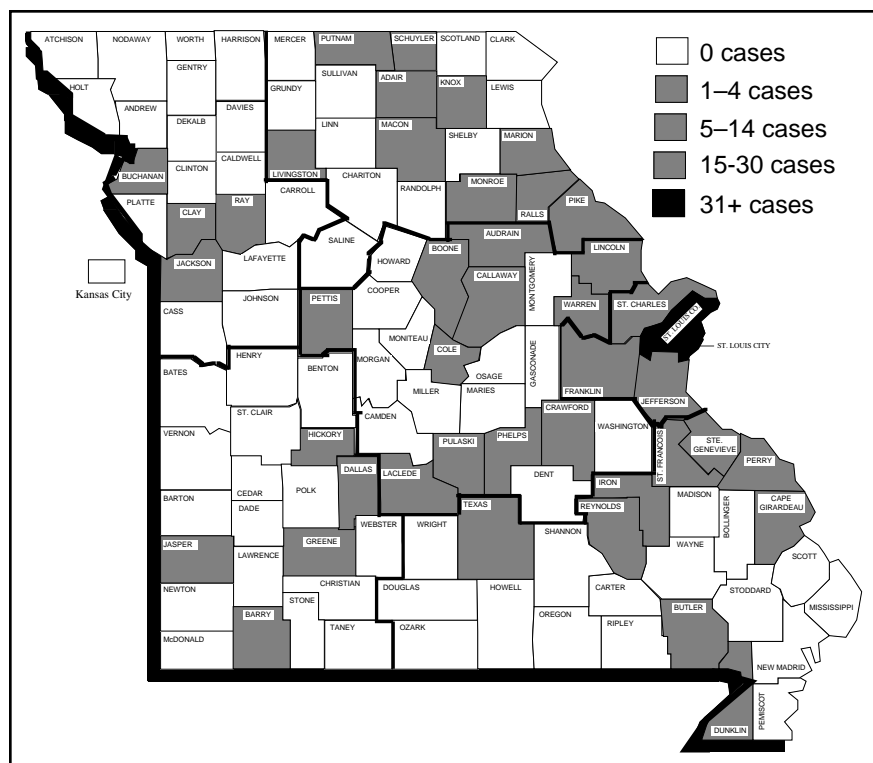 ATCHISON
NODAWAY
WORTH
HARRISON
MERCER
PUTNAM
SCHUYLER
SCOTLAND
CLARK
GENTRY
SULLIVAN
ADAIR
KNOX
LEWIS
HOLT
GRUNDY
ANDREW
DAVIES
DEKALB
LINN
MACON
SHELBY
MARION
BUCHANAN
CLINTON
CALDWELL
LIVINGSTON
CHARITON
RANDOLPH
MONROE
RALLS
PIKE
PLATTE
CLAY
RAY
CARROLL
SALINE
HOWARD
BOONE
AUDRAIN
LINCOLN
JACKSON
LAFAYETTE
CALLAWAY
MONTGOMERY
Kansas City
COOPER
WARREN
ST. CHARLES
JOHNSON
PETTIS
CASS
MONITEAU
COLE
ST. LOUIS CO.
ST. LOUIS CITY
BATES
HENRY
BENTON
MORGAN
OSAGE
GASCONADE
FRANKLIN
MILLER
MARIES
JEFFERSON
ST. CLAIR
CAMDEN
CRAWFORD
WASHINGTON
VERNON
HICKORY
PULASKI
PHELPS
ST. FRANCOIS
STE.
GENEVIEVE
PERRY
DALLAS
LACLEDE
DENT
IRON
BARTON
CEDAR
POLK
TEXAS
REYNOLDS
MADISON
BOLLINGER
CAPE
GIRARDEAU
DADE
WEBSTER
WRIGHT
SHANNON
JASPER
GREENE
WAYNE
LAWRENCE
SCOTT
NEWTON
CHRISTIAN
DOUGLAS
HOWELL
CARTER
STODDARD
MISSISSIPPI
BARRY
STONE
BUTLER
McDONALD
TANEY
OZARK
OREGON
RIPLEY
NEW MADRID
PEMISCOT
DUNKLIN
0 cases
1–4 cases
5–14 cases
15-30 cases
31+ cases